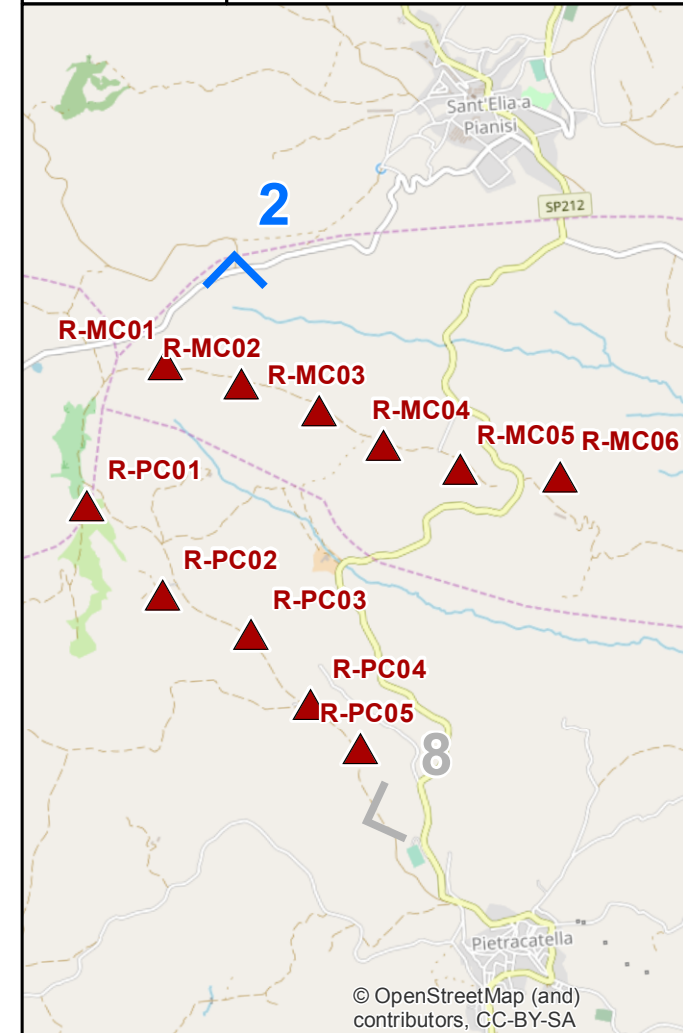 Sant'Elia a
Pianisi
2
SP212
R-MC01
R-MC02
R-MC03
R-MC04
R-MC05
R-MC06
R-PC01
R-PC02
R-PC03
R-PC04
R-PC05
8
Pietracatella
© OpenStreetMap (and)
contributors, CC-BY-SA